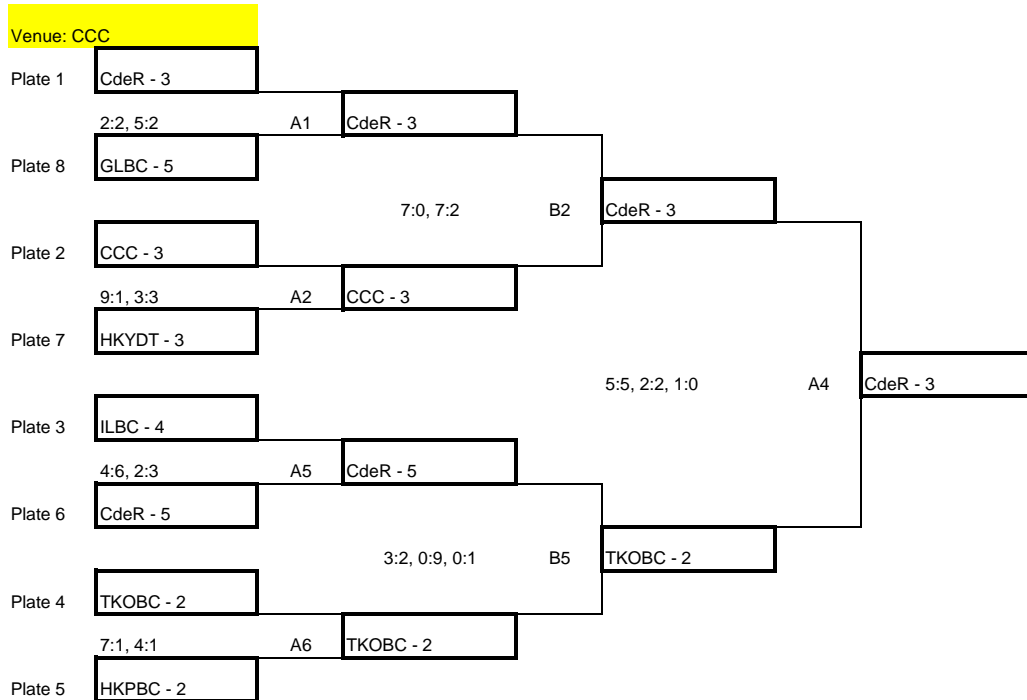 Venue: CCC
Plate 1 CdeR - 3
2:2, 5:2 A1 CdeR - 3
Plate 8 GLBC - 5
7:0, 7:2 B2 CdeR - 3
Plate 2 CCC - 3
9:1, 3:3 A2 CCC - 3
Plate 7 HKYDT - 3
5:5, 2:2, 1:0 A4 CdeR - 3
Plate 3 ILBC - 4
4:6, 2:3 A5 CdeR - 5
Plate 6 CdeR - 5
3:2, 0:9, 0:1 B5 TKOBC - 2
Plate 4 TKOBC - 2
7:1, 4:1 A6 TKOBC - 2
Plate 5 HKPBC - 2